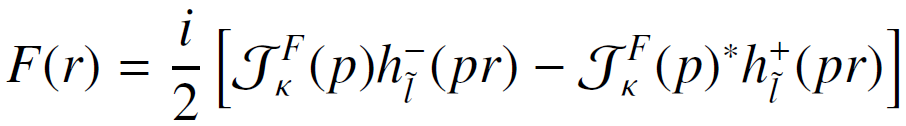 F(r) = \frac{i}{2} \left[ \mathcal{J}_{\kappa}^{F}(p) h_{\tilde{l}}^{-}(pr) - \mathcal{J}_{\kappa}^{F}(p)^{*} h_{\tilde{l}}^{+}(pr) \right]